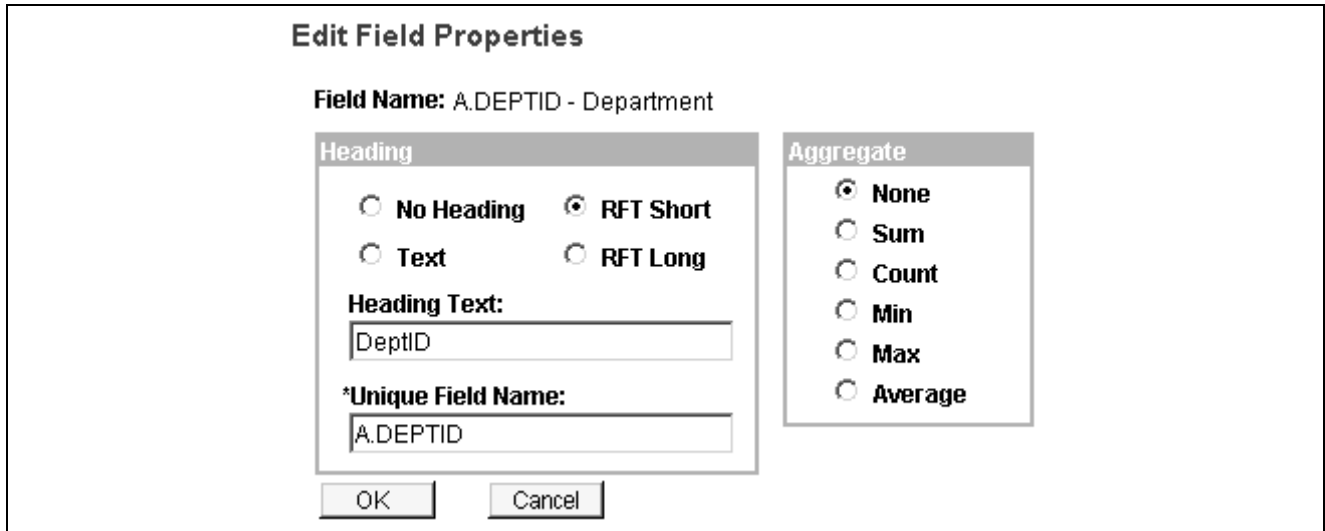 Edit Field Properties
Field Name: A.DEPTID - Department
Heading
No Heading RFT Short
Text RFT Long
Heading Text:
DeptID
*Unique Field Name:
A.DEPTID
Aggregate
None
Sum
Count
Min
Max
Average
OK Cancel